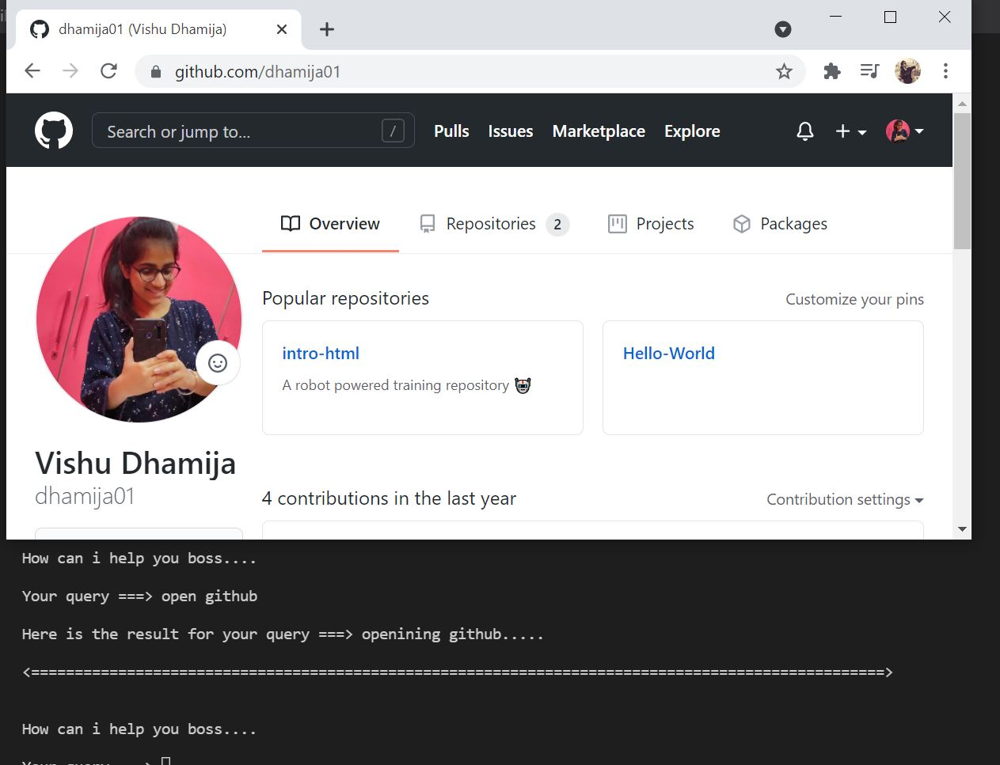 dhamija01 (Vishu Dhamija)
github.com/dhamija01
Search or jump to... /
Pulls Issues Marketplace Explore
Overview Repositories 2 Projects Packages
Popular repositories
Customize your pins
intro-html
A robot powered training repository
Hello-World
Vishu Dhamija
dhamija01
4 contributions in the last year
Contribution settings
How can i help you boss....
Your query ===> open github
Here is the result for your query ===> openining github.....
<==================================================================================================>
How can i help you boss....